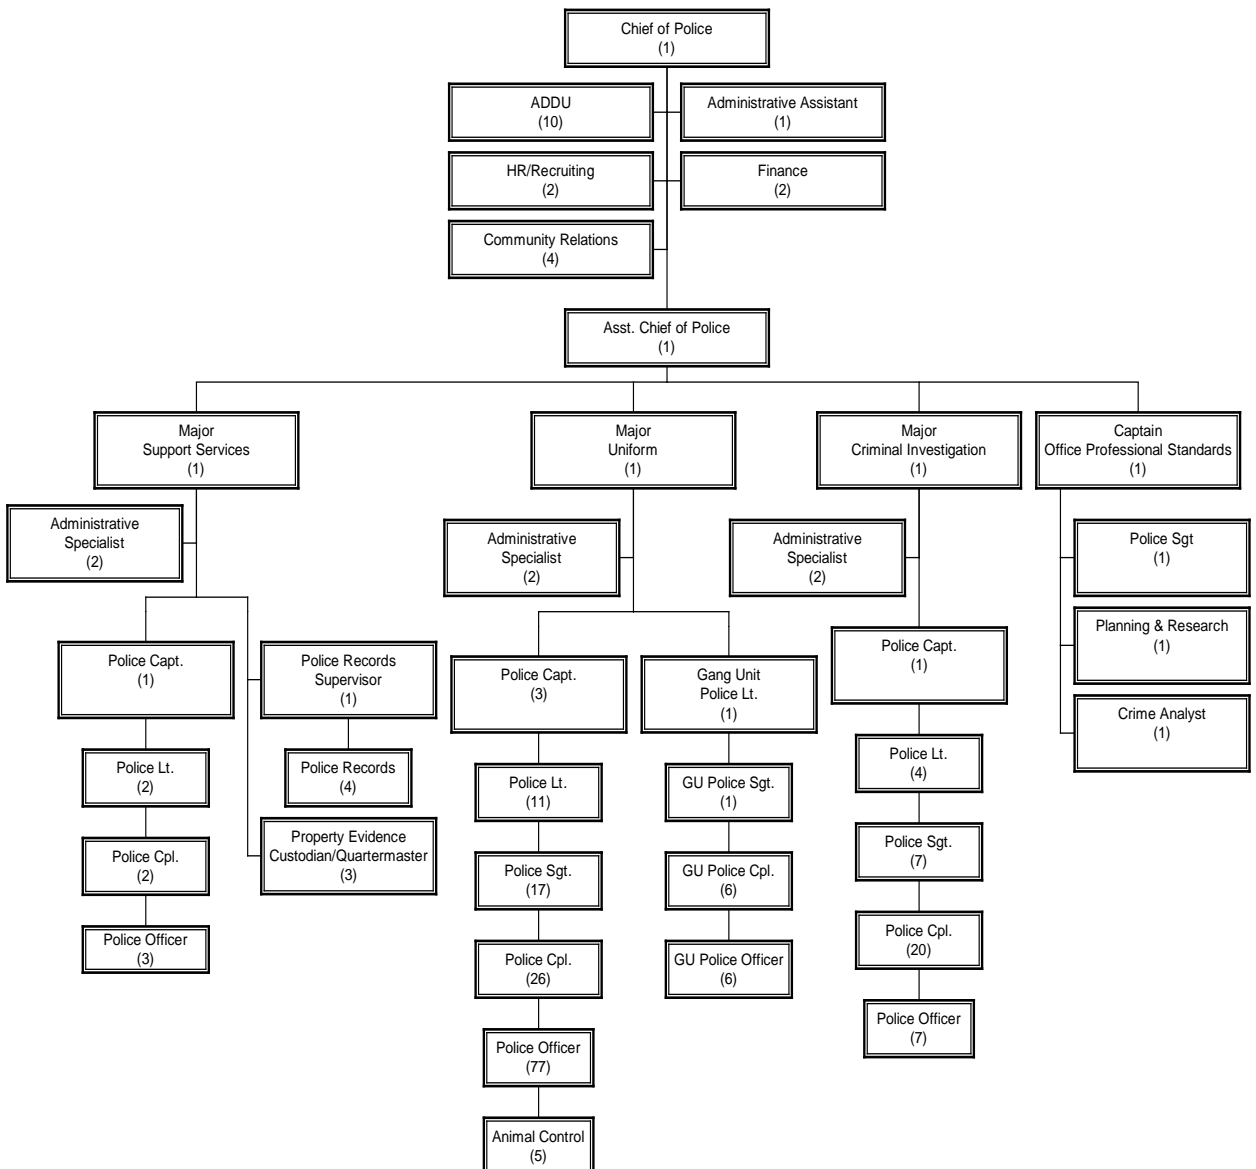 Chief of Police
(1)
ADDU
(10)
Administrative Assistant
(1)
HR/Recruiting
(2)
Finance
(2)
Community Relations
(4)
Asst. Chief of Police
(1)
Major
Support Services
(1)
Major
Uniform
(1)
Major
Criminal Investigation
(1)
Captain
Office Professional Standards
(1)
Administrative
Specialist
(2)
Administrative
Specialist
(2)
Administrative
Specialist
(2)
Police Sgt
(1)
Planning & Research
(1)
Crime Analyst
(1)
Police Capt.
(1)
Police Lt.
(2)
Police Cpl.
(2)
Police Officer
(3)
Police Records
Supervisor
(1)
Police Records
(4)
Property Evidence
Custodian/Quartermaster
(3)
Police Capt.
(3)
Police Lt.
(11)
Police Sgt.
(17)
Police Cpl.
(26)
Police Officer
(77)
Animal Control
(5)
Gang Unit
Police Lt.
(1)
GU Police Sgt.
(1)
GU Police Cpl.
(6)
GU Police Officer
(6)
Police Capt.
(1)
Police Lt.
(4)
Police Sgt.
(7)
Police Cpl.
(20)
Police Officer
(7)